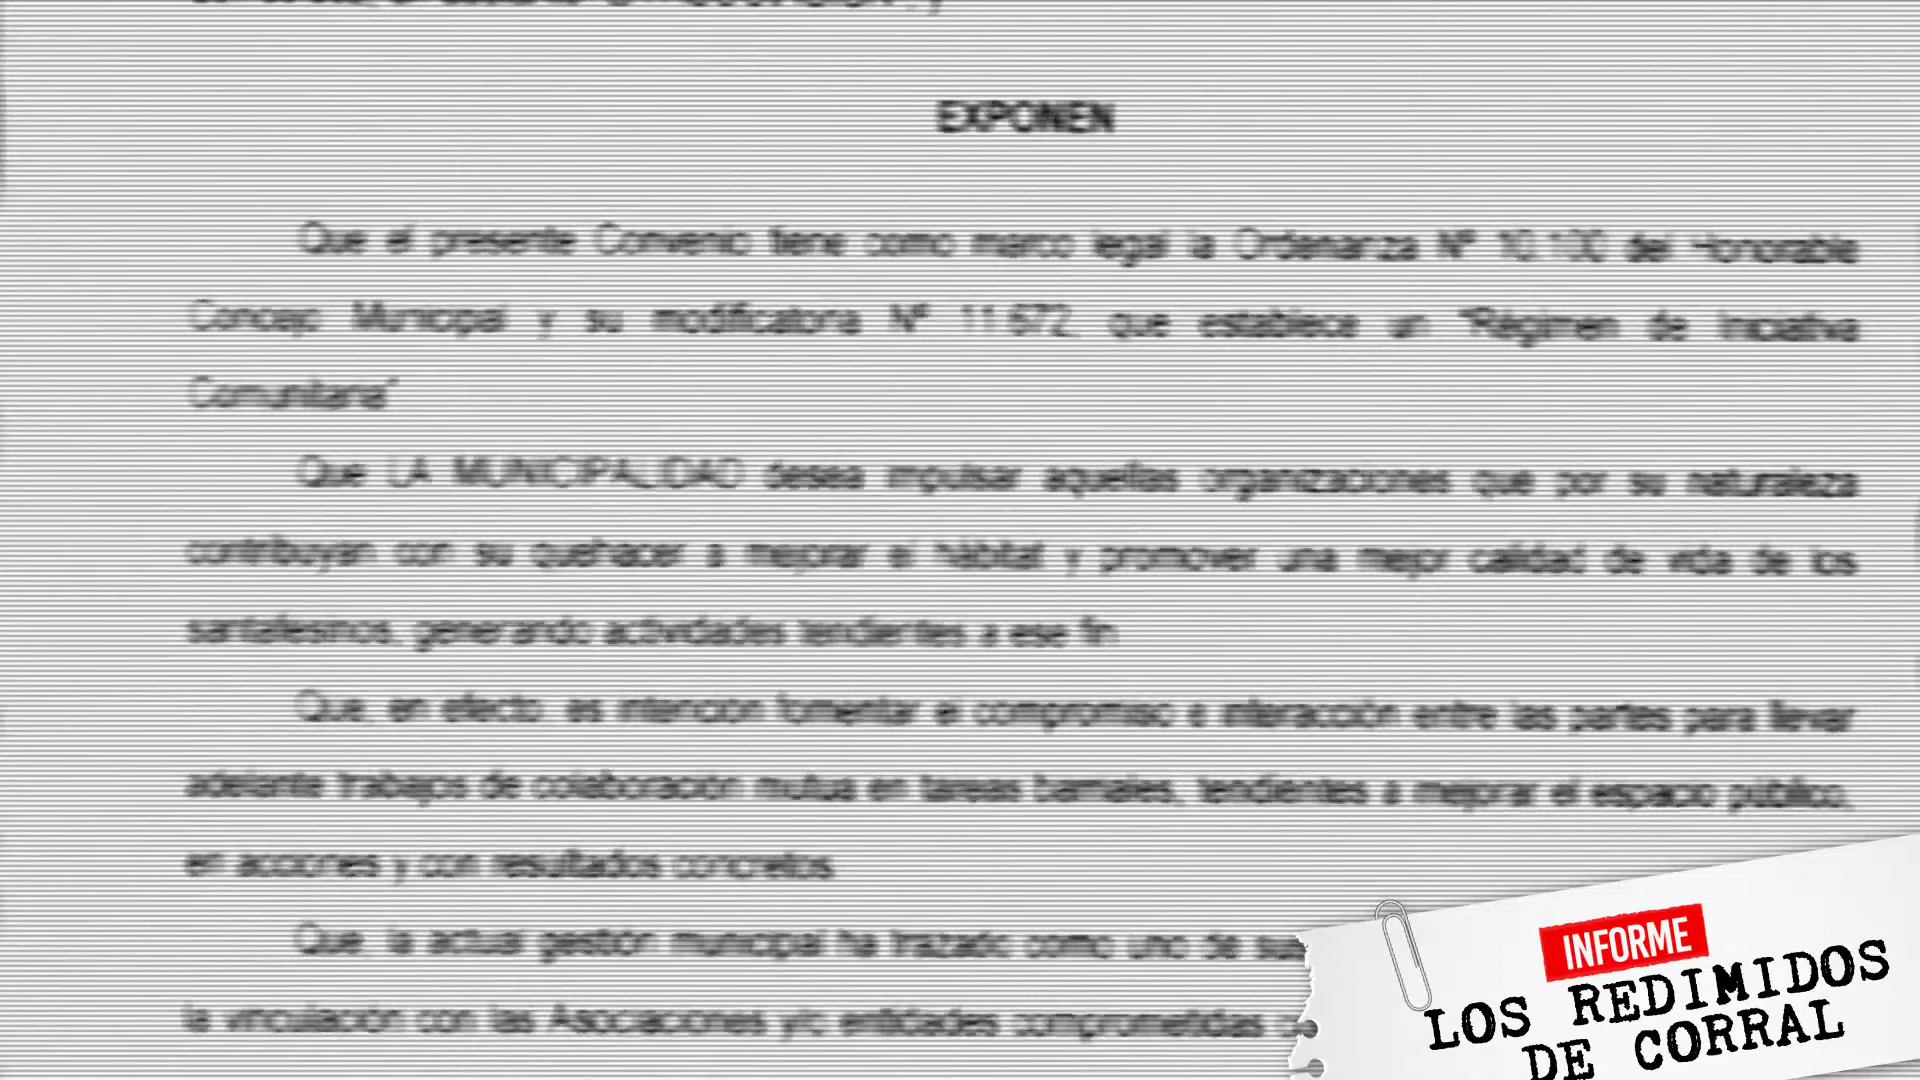 EXPONEN
Que el presente Convenio tiene como marco legal la Ordenanza Nº 10.100 del Honorable
Concejo Municipal y su modificatoria Nº 11.672, que establece un "Régimen de Iniciativa
Comunitaria"
Que LA MUNICIPALIDAD desea impulsar aquellas organizaciones que por su naturaleza
contribuyan con su quehacer a mejorar el hábitat y promover una mejor calidad de vida de los
santafesinos, generando actividades tendientes a ese fin.
Que, en efecto, es intención fomentar el compromiso e interacción entre las partes para llevar
adelante trabajos de colaboración mutua en tareas barriales, tendientes a mejorar el espacio público,
en acciones y con resultados concretos.
Que, la actual gestión municipal ha trazado como uno de
la vinculación con las Asociaciones y/o entidades comprometidas
INFORME
LOS REDIMIDOS
DE CORRAL